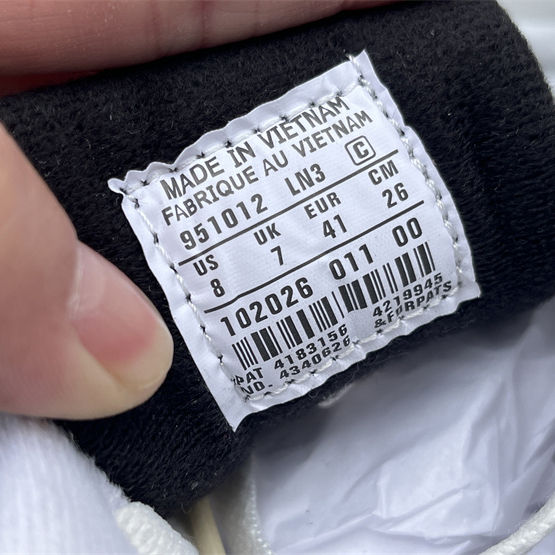 MADE IN VIETNAM
FABRIQUE AU VIETNAM
951012 LN3 C
US UK EUR CM
8 7 41 26
102026 011 00
PAT 4183156 4219945
NO. 4340626 &FORPATS